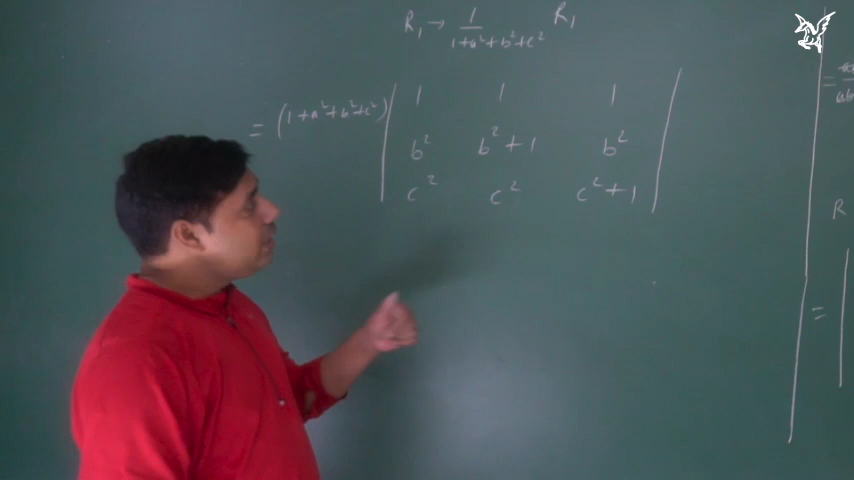 R₁ → 1/(1+a²+b²+c²) R₁
= (1+a²+b²+c²) | 1 1 1 |
b² b²+1 b²
c² c² c²+1
=
R
=